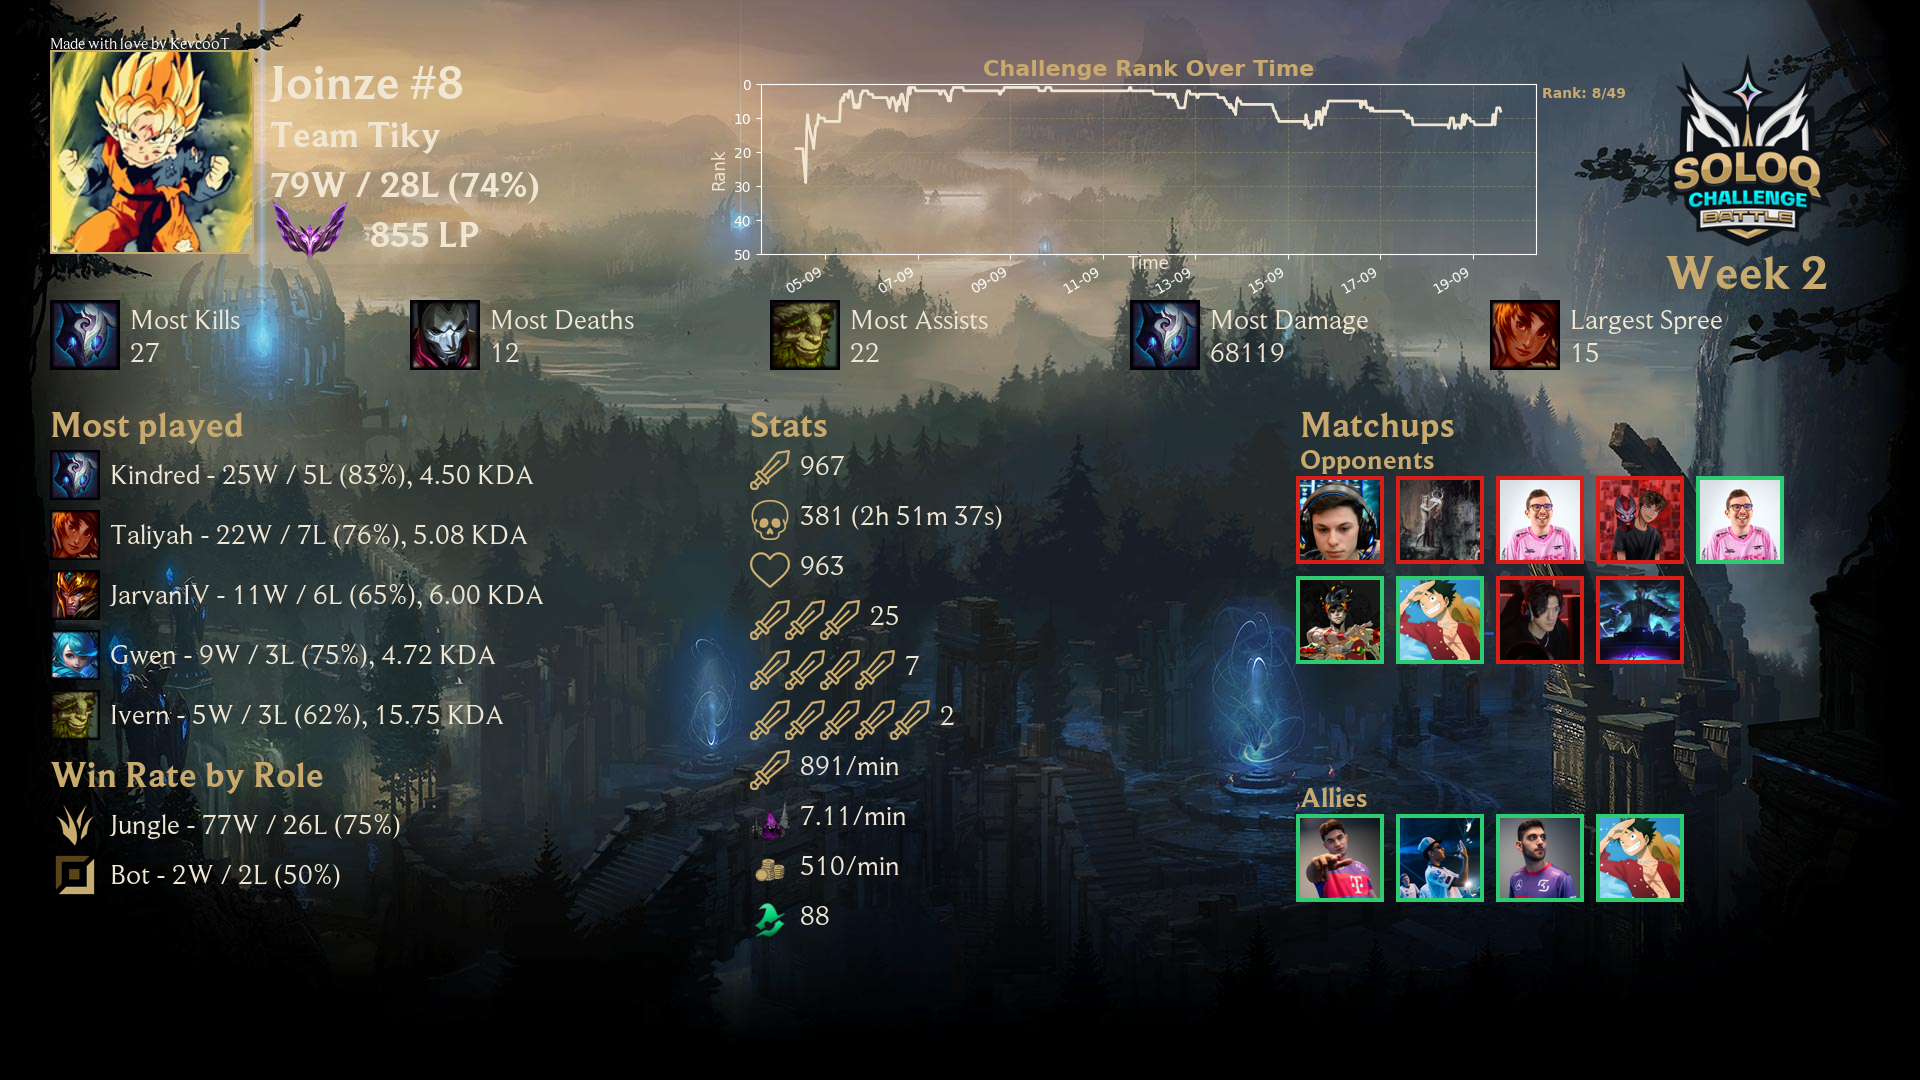 Made with love by KevcooT
Joinze #8
Team Tiky
79W / 28L (74%)
855 LP
Challenge Rank Over Time
Rank: 8/49
Rank
0
10
20
30
40
50
05-09
07-09
09-09
11-09
13-09
15-09
17-09
19-09
Time
SOLOQ
CHALLENGE
BATTLE
Week 2
Most Kills
27
Most Deaths
12
Most Assists
22
Most Damage
68119
Largest Spree
15
Most played
Kindred - 25W / 5L (83%), 4.50 KDA
Taliyah - 22W / 7L (76%), 5.08 KDA
JarvanIV - 11W / 6L (65%), 6.00 KDA
Gwen - 9W / 3L (75%), 4.72 KDA
Ivern - 5W / 3L (62%), 15.75 KDA
Win Rate by Role
Jungle - 77W / 26L (75%)
Bot - 2W / 2L (50%)
Stats
967
381 (2h 51m 37s)
963
25
7
2
891/min
7.11/min
510/min
88
Matchups
Opponents
Allies